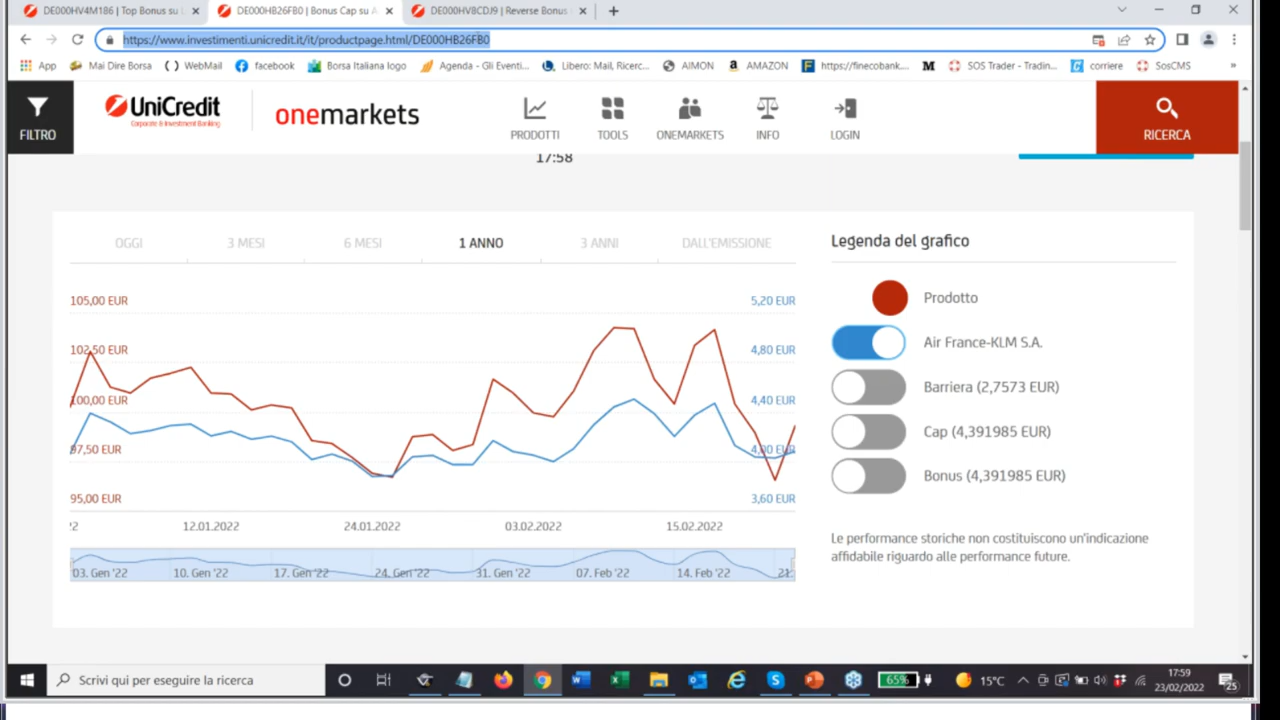 DE000HV4M186 | Top Bonus su
DE000HB26FB0 | Bonus Cap su A
DE000HV8CDJ9 | Reverse Bonus
https://www.investimenti.unicredit.it/it/productpage.html/DE000HB26FB0
App
Mai Dire Borsa
WebMail
facebook
Borsa Italiana logo
Agenda - Gli Eventi...
Libero: Mail, Ricerc...
AIMON
AMAZON
https://finecobank....
M
SOS Trader - Tradin...
corriere
SosCMS
»
FILTRO
UniCredit
Corporate & Investment Banking
onemarkets
PRODOTTI
TOOLS
ONEMARKETS
INFO
LOGIN
RICERCA
17:58
OGGI
3 MESI
6 MESI
1 ANNO
3 ANNI
DALL'EMISSIONE
105,00 EUR
102,50 EUR
100,00 EUR
97,50 EUR
95,00 EUR
5,20 EUR
4,80 EUR
4,40 EUR
4,00 EUR
3,60 EUR
'2
12.01.2022
24.01.2022
03.02.2022
15.02.2022
03. Gen '22
10. Gen '22
17. Gen '22
24. Gen '22
31. Gen '22
07. Feb '22
14. Feb '22
21.
Legenda del grafico
Prodotto
Air France-KLM S.A.
Barriera (2,7573 EUR)
Cap (4,391985 EUR)
Bonus (4,391985 EUR)
Le performance storiche non costituiscono un'indicazione
affidabile riguardo alle performance future.
Scrivi qui per eseguire la ricerca
65%
15°C
17:59
23/02/2022
25